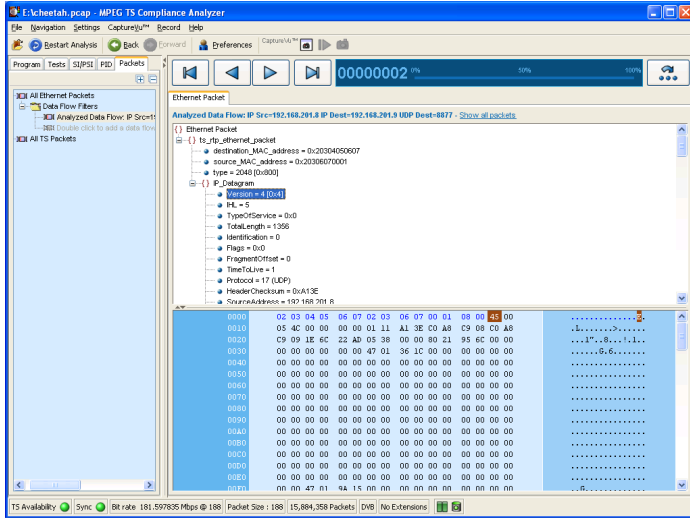 E:\cheetah.pcap - MPEG TS Compliance Analyzer
File Navigation Settings CaptureVu™ Record Help
Restart Analysis Back Forward Preferences CaptureVu™
Program Tests SI/PSI PID Packets
All Ethernet Packets
Data Flow Filters
Analyzed Data Flow: IP Src=19
Double click to add a data flow
All TS Packets
00000002 0% 50% 100%
Ethernet Packet
Analyzed Data Flow: IP Src=192.168.201.8 IP Dest=192.168.201.9 UDP Dest=8877 - Show all packets
{} Ethernet Packet
{} ts_rtp_ethernet_packet
destination_MAC_address = 0x20304050607
source_MAC_address = 0x20306070001
type = 2048 [0x800]
{} IP_Datagram
Version = 4 [0x4]
IHL = 5
TypeOfService = 0x0
TotalLength = 1356
Identification = 0
Flags = 0x0
FragmentOffset = 0
TimeToLive = 1
Protocol = 17 (UDP)
HeaderChecksum = 0xA13E
SourceAddress = 192.168.201.8
0000 02 03 04 05 06 07 02 03 06 07 00 01 08 00 45 00 ..............E.
0010 05 4C 00 00 00 00 01 11 A1 3E C0 A8 C9 08 C0 A8 .L.......>......
0020 C9 09 1E 6C 22 AD 05 38 00 00 80 21 95 6C 00 00 ...l"..8...!.l..
0030 00 00 00 00 00 00 47 01 36 1C 00 00 00 00 00 00 ......G.6.......
0040 00 00 00 00 00 00 00 00 00 00 00 00 00 00 00 00 ................
0050 00 00 00 00 00 00 00 00 00 00 00 00 00 00 00 00 ................
0060 00 00 00 00 00 00 00 00 00 00 00 00 00 00 00 00 ................
0070 00 00 00 00 00 00 00 00 00 00 00 00 00 00 00 00 ................
0080 00 00 00 00 00 00 00 00 00 00 00 00 00 00 00 00 ................
0090 00 00 00 00 00 00 00 00 00 00 00 00 00 00 00 00 ................
00A0 00 00 00 00 00 00 00 00 00 00 00 00 00 00 00 00 ................
00B0 00 00 00 00 00 00 00 00 00 00 00 00 00 00 00 00 ................
00C0 00 00 00 00 00 00 00 00 00 00 00 00 00 00 00 00 ................
00D0 00 00 00 00 00 00 00 00 00 00 00 00 00 00 00 00 ................
00E0 00 00 00 00 00 00 00 00 00 00 00 00 00 00 00 00 ................
00F0 00 00 47 01 9A 15 00 00 00 00 00 00 00 00 00 00 ..G.............
TS Availability Sync Bit rate 181.597835 Mbps @ 188 Packet Size : 188 15,884,358 Packets DVB No Extensions